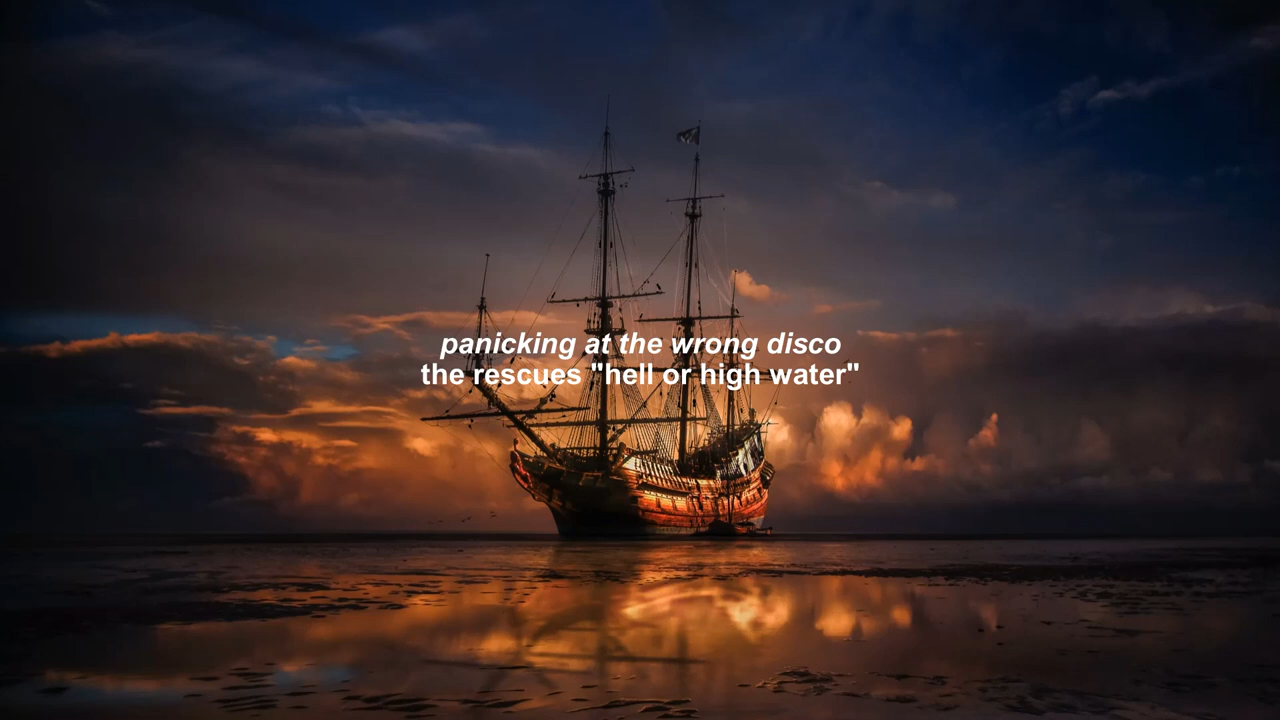 panicking at the wrong disco
the rescues "hell or high water"